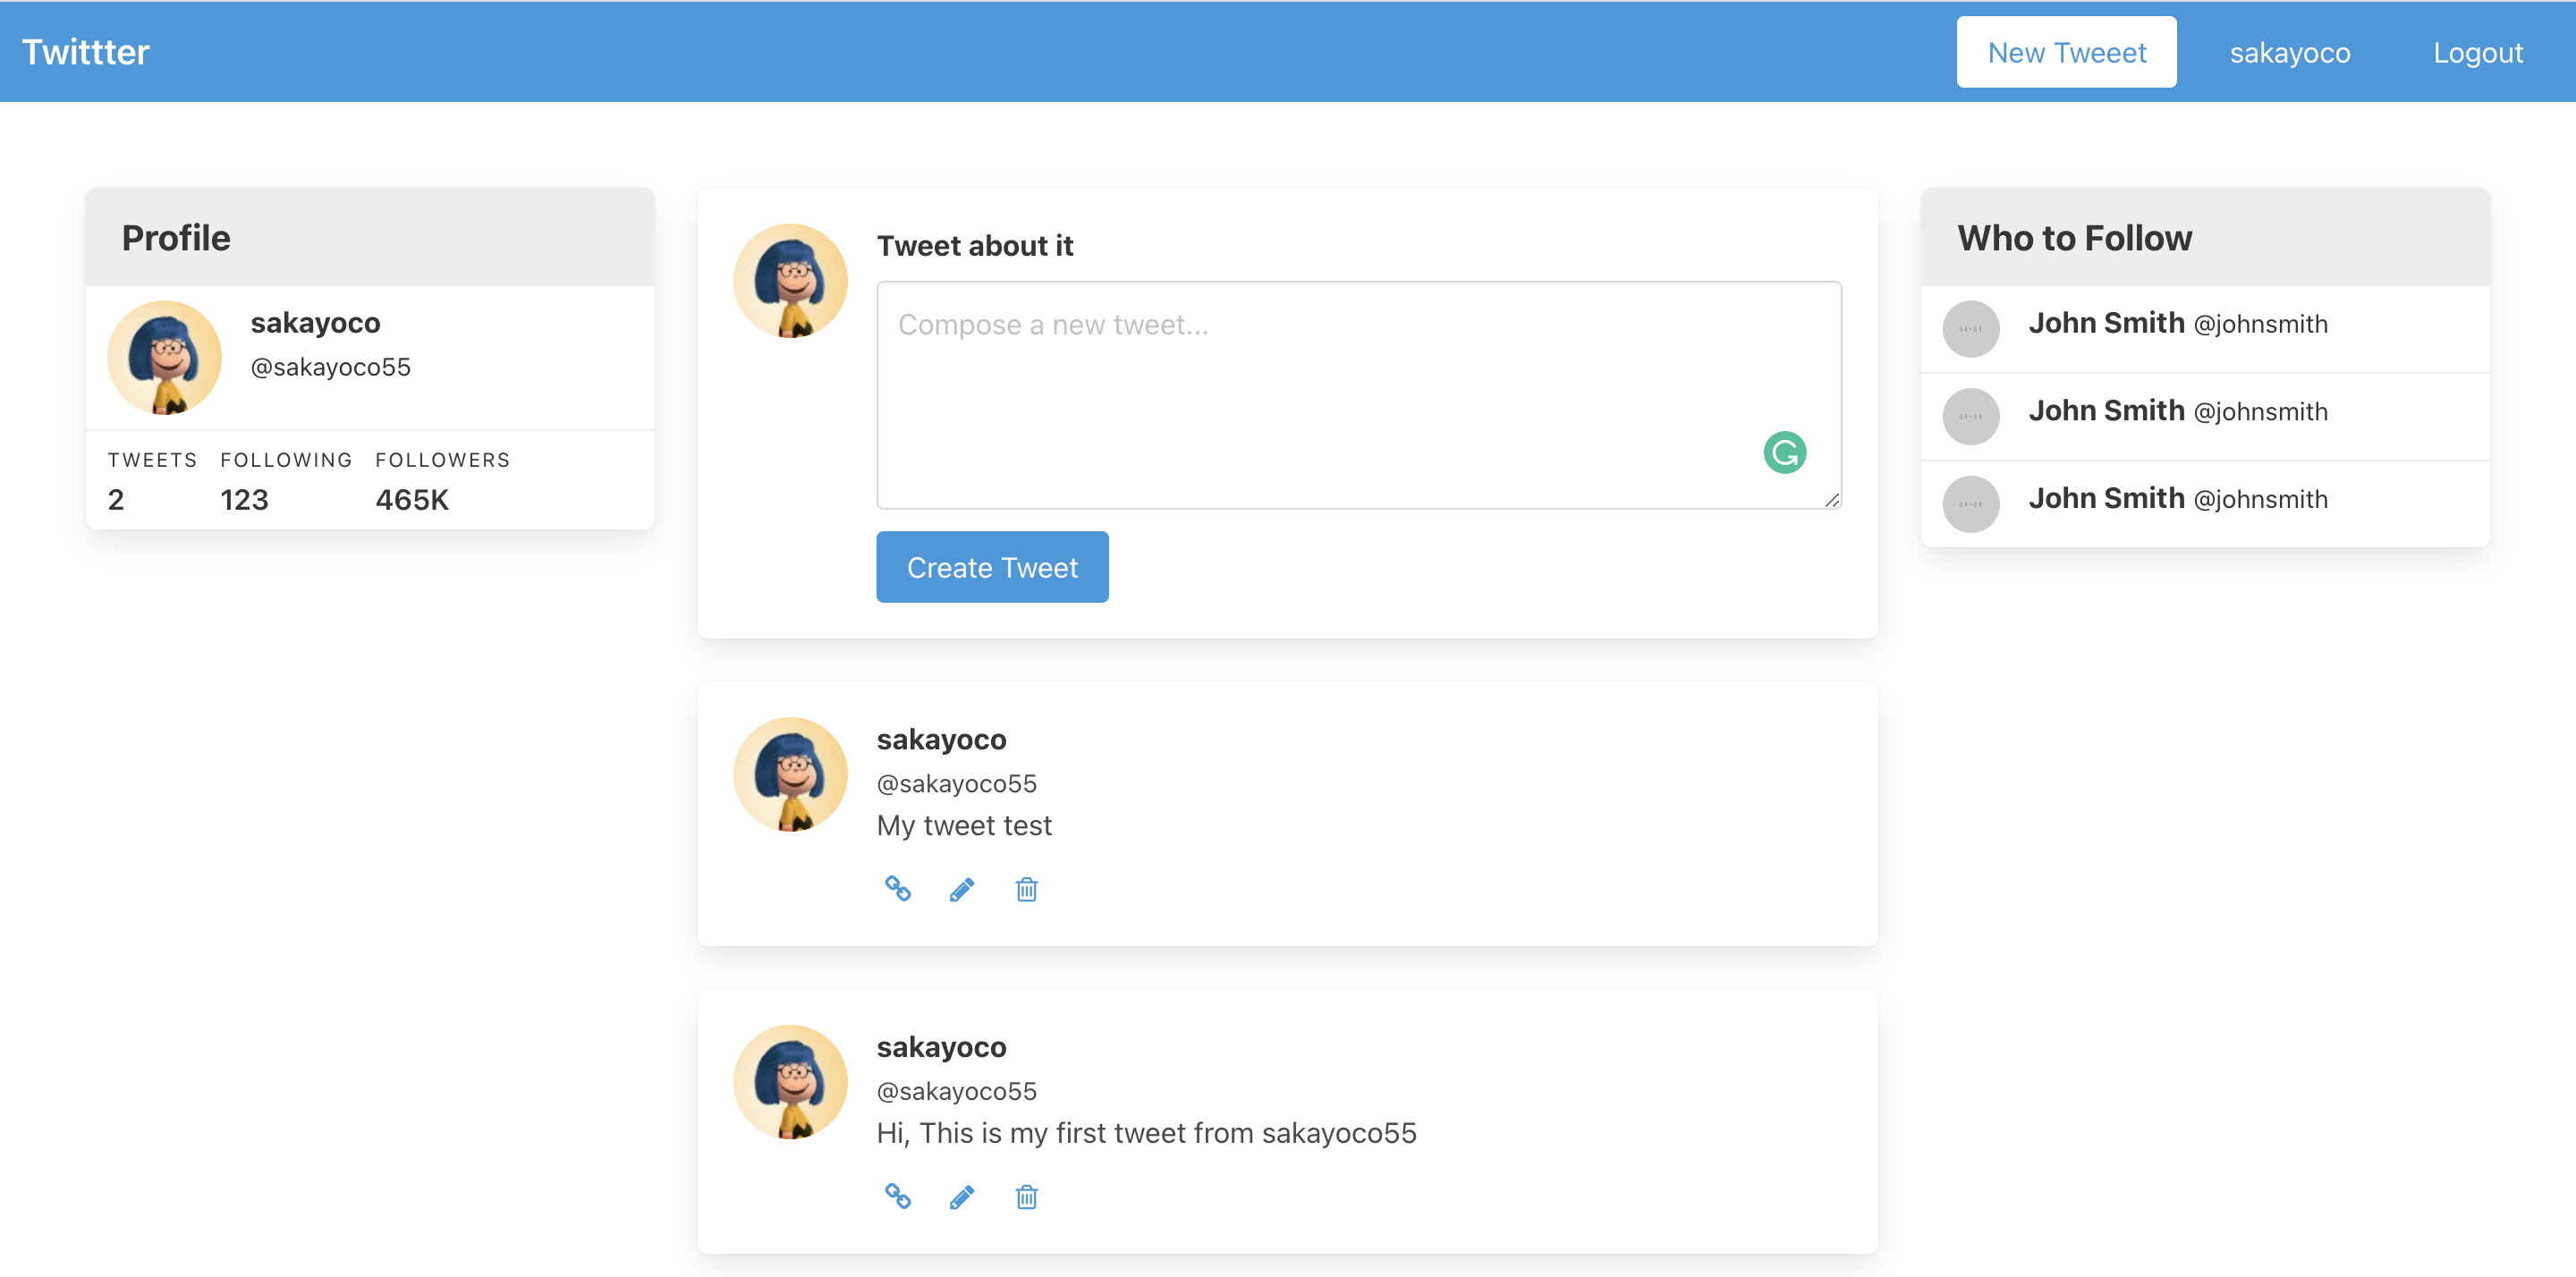 Twittter
New Tweeet
sakayoco
Logout
Profile
sakayoco
@sakayoco55
TWEETS FOLLOWING FOLLOWERS
2 123 465K
Tweet about it
Compose a new tweet...
Create Tweet
sakayoco
@sakayoco55
My tweet test
sakayoco
@sakayoco55
Hi, This is my first tweet from sakayoco55
Who to Follow
John Smith @johnsmith
John Smith @johnsmith
John Smith @johnsmith